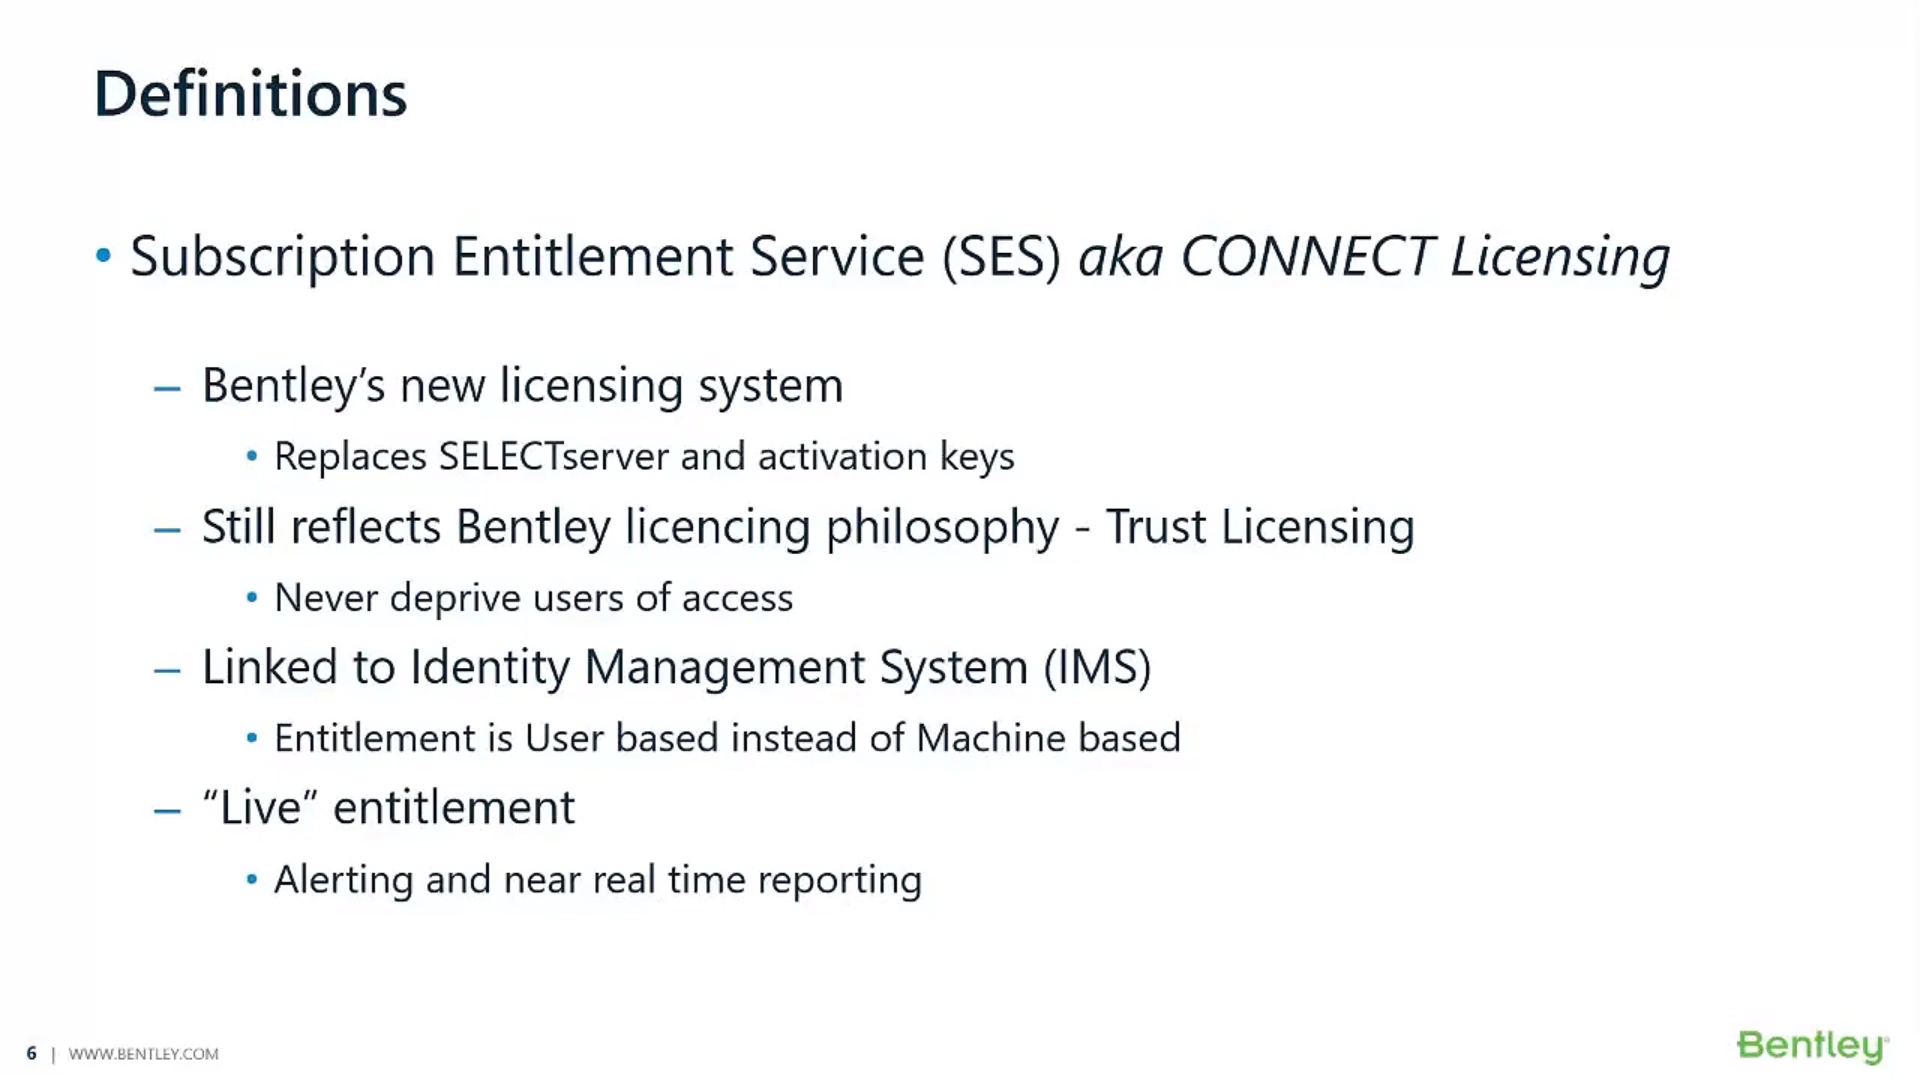 Definitions
• Subscription Entitlement Service (SES) aka CONNECT Licensing
– Bentley’s new licensing system
• Replaces SELECTserver and activation keys
– Still reflects Bentley licencing philosophy - Trust Licensing
• Never deprive users of access
– Linked to Identity Management System (IMS)
• Entitlement is User based instead of Machine based
– “Live” entitlement
• Alerting and near real time reporting
6 | WWW.BENTLEY.COM
Bentley®